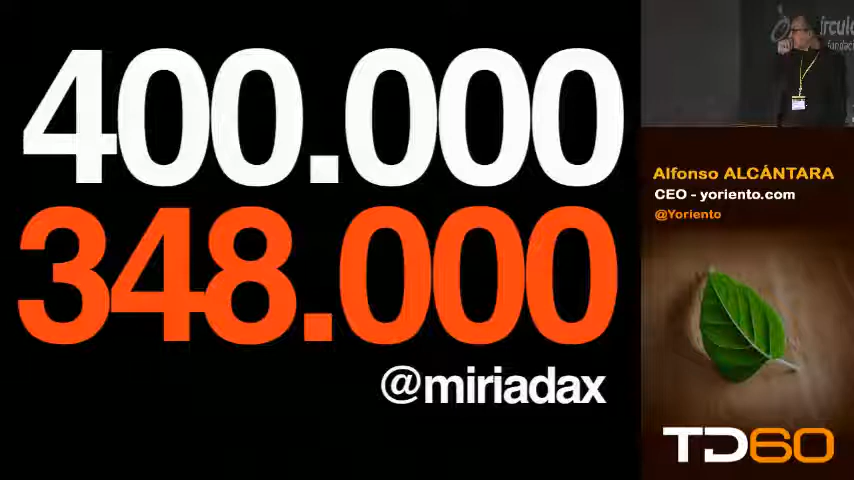 400.000
348.000
@miriadax
Alfonso ALCÁNTARA
CEO - yoriento.com
@Yoriento
TD60